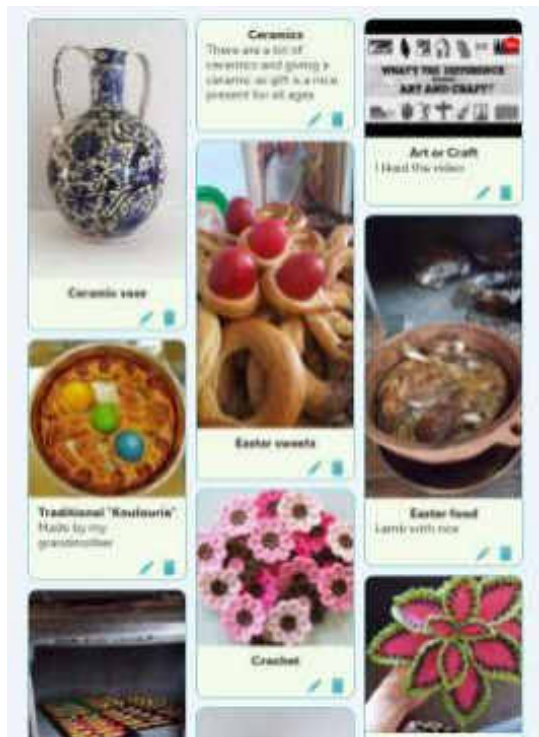 Ceramic vase
Traditional "Koulouria"
Made by my
grandmother
Ceramics
There are a lot of
ceramics and giving a
ceramic as gift is a nice
present for all ages
Easter sweets
Crochet
WHAT'S THE DIFFERENCE
ART AND CRAFT?
Art or Craft
I liked the video
Easter food
Lamb with rice